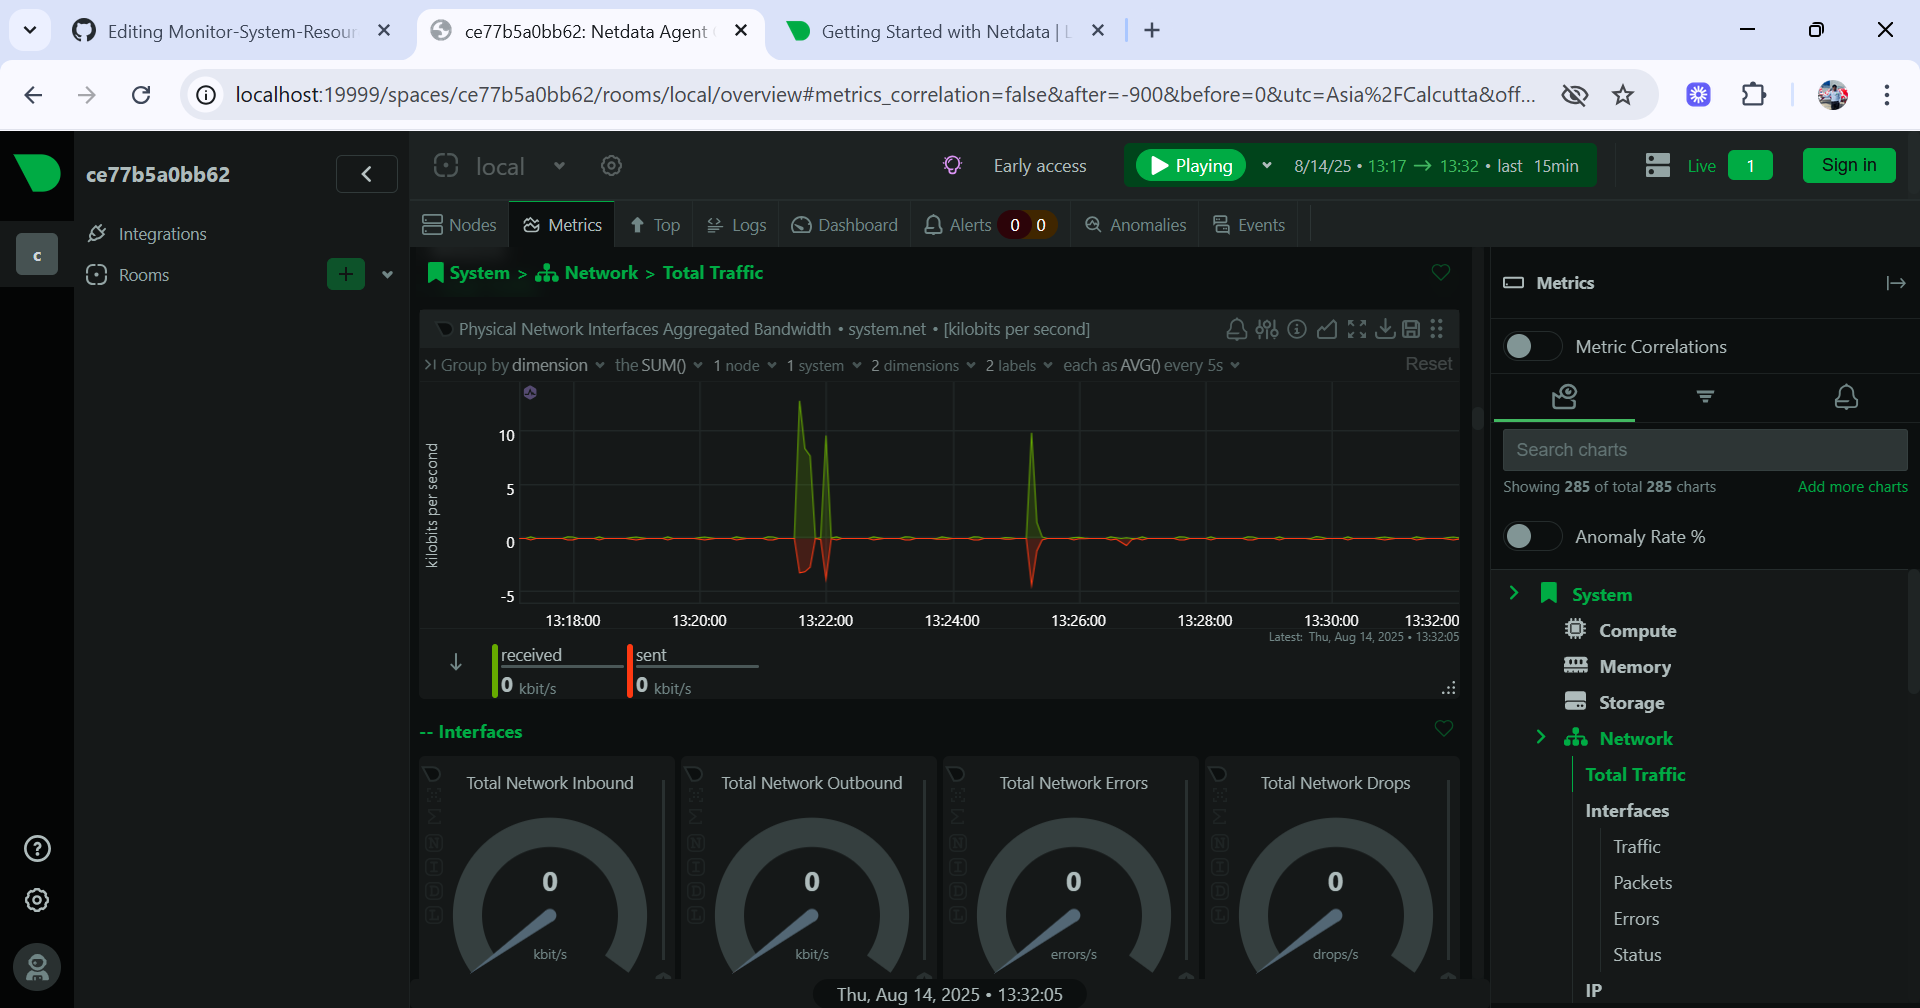 Editing Monitor-System-Resour
ce77b5a0bb62: Netdata Agent
Getting Started with Netdata |
localhost:19999/spaces/ce77b5a0bb62/rooms/local/overview#metrics_correlation=false&after=-900&before=0&utc=Asia%2FCalcutta&off...
ce77b5a0bb62
local
Early access
Playing
8/14/25 • 13:17 → 13:32 • last 15min
Live
1
Sign in
c
Integrations
Rooms
Nodes
Metrics
Top
Logs
Dashboard
Alerts 0 0
Anomalies
Events
System > Network > Total Traffic
Physical Network Interfaces Aggregated Bandwidth • system.net • [kilobits per second]
Group by dimension the SUM() 1 node 1 system 2 dimensions 2 labels each as AVG() every 5s Reset
kilobits per second
10
5
0
-5
13:18:00 13:20:00 13:22:00 13:24:00 13:26:00 13:28:00 13:30:00 13:32:00
Latest: Thu, Aug 14, 2025 • 13:32:05
received
0 kbit/s
sent
0 kbit/s
-- Interfaces
Total Network Inbound
N
I
D
L
0
kbit/s
Total Network Outbound
N
I
D
L
0
kbit/s
Total Network Errors
N
I
D
L
0
errors/s
Total Network Drops
N
I
D
L
0
drops/s
Thu, Aug 14, 2025 • 13:32:05
Metrics
Metric Correlations
Search charts
Showing 285 of total 285 charts
Add more charts
Anomaly Rate %
System
Compute
Memory
Storage
Network
Total Traffic
Interfaces
Traffic
Packets
Errors
Status
IP